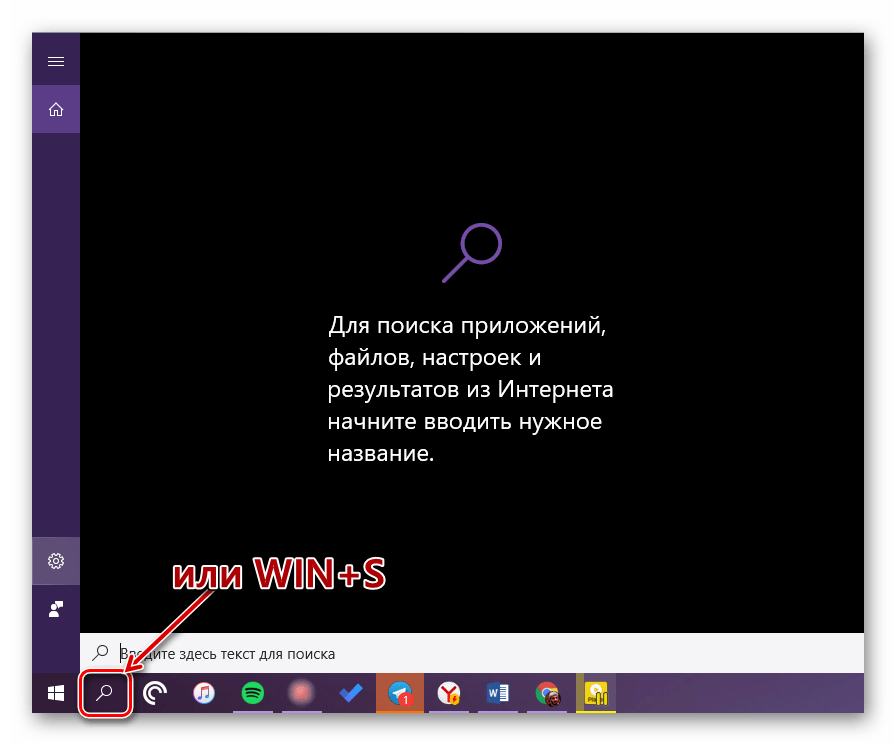 Для поиска приложений,
файлов, настроек и
результатов из Интернета
начните вводить нужное
название.
или WIN+S
Введите здесь текст для поиска
1
W